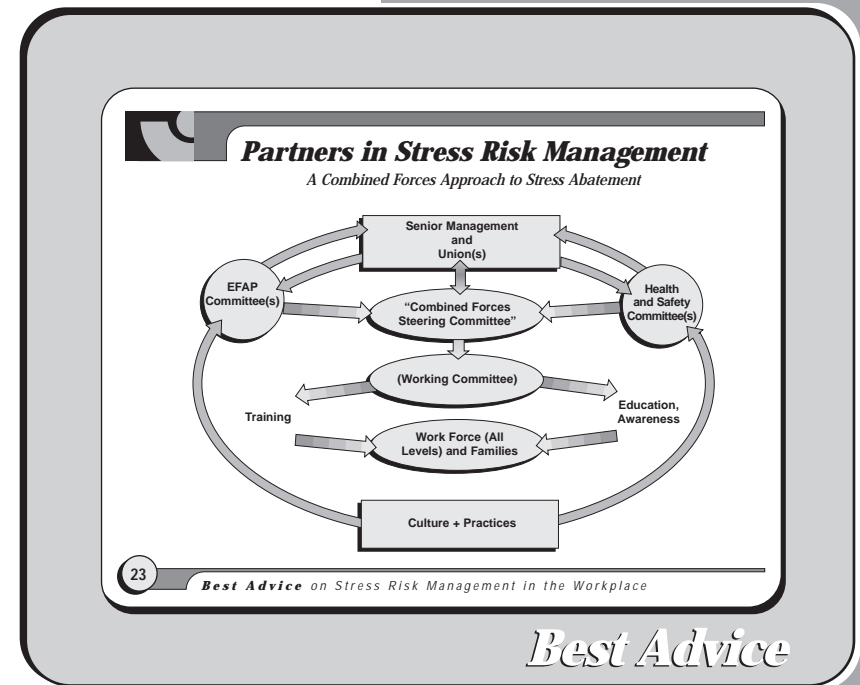 Partners in Stress Risk Management
A Combined Forces Approach to Stress Abatement
Senior Management
and
Union(s)
EFAP
Committee(s)
Health
and Safety
Committee(s)
“Combined Forces
Steering Committee”
(Working Committee)
Training
Education,
Awareness
Work Force (All
Levels) and Families
Culture + Practices
23
Best Advice on Stress Risk Management in the Workplace
Best Advice